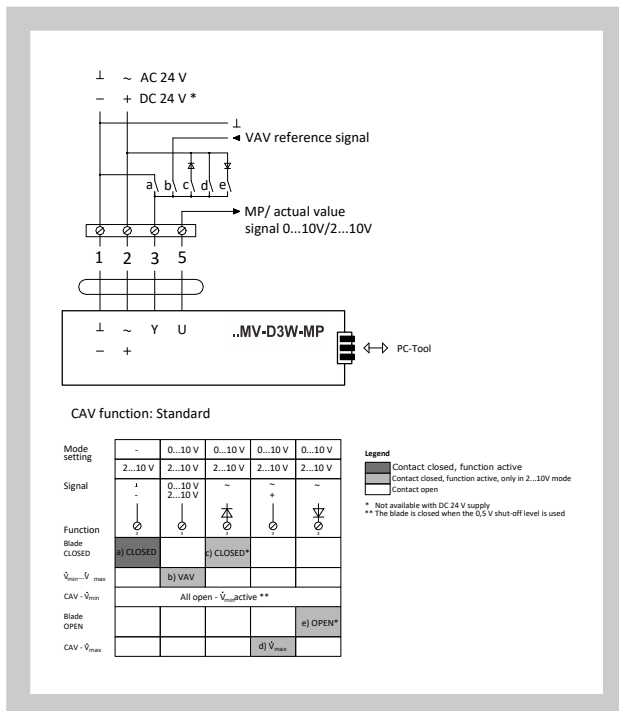 ⊥ ~ AC 24 V
– + DC 24 V *
⊥
VAV reference signal
a b c d e
MP/ actual value
signal 0...10V/2...10V
1 2 3 5
⊥ ~ Y U ..MV-D3W-MP
– +
PC-Tool
CAV function: Standard
Mode
setting
- 0...10 V 0...10 V 0...10 V 0...10 V
2...10 V 2...10 V 2...10 V 2...10 V 2...10 V
Signal
⊥ 0...10 V ~ ~ ~
- 2...10 V +
3 3 3 3 3
Function
Blade
CLOSED
a) CLOSED c) CLOSED*
V̇min...V̇ max b) VAV
CAV - V̇min All open - V̇min active **
Blade
OPEN
e) OPEN*
CAV - V̇max d) V̇max
Legend
Contact closed, function active
Contact closed, function active, only in 2...10V mode
Contact open
* Not available with DC 24 V supply
** The blade is closed when the 0,5 V shut-off level is used